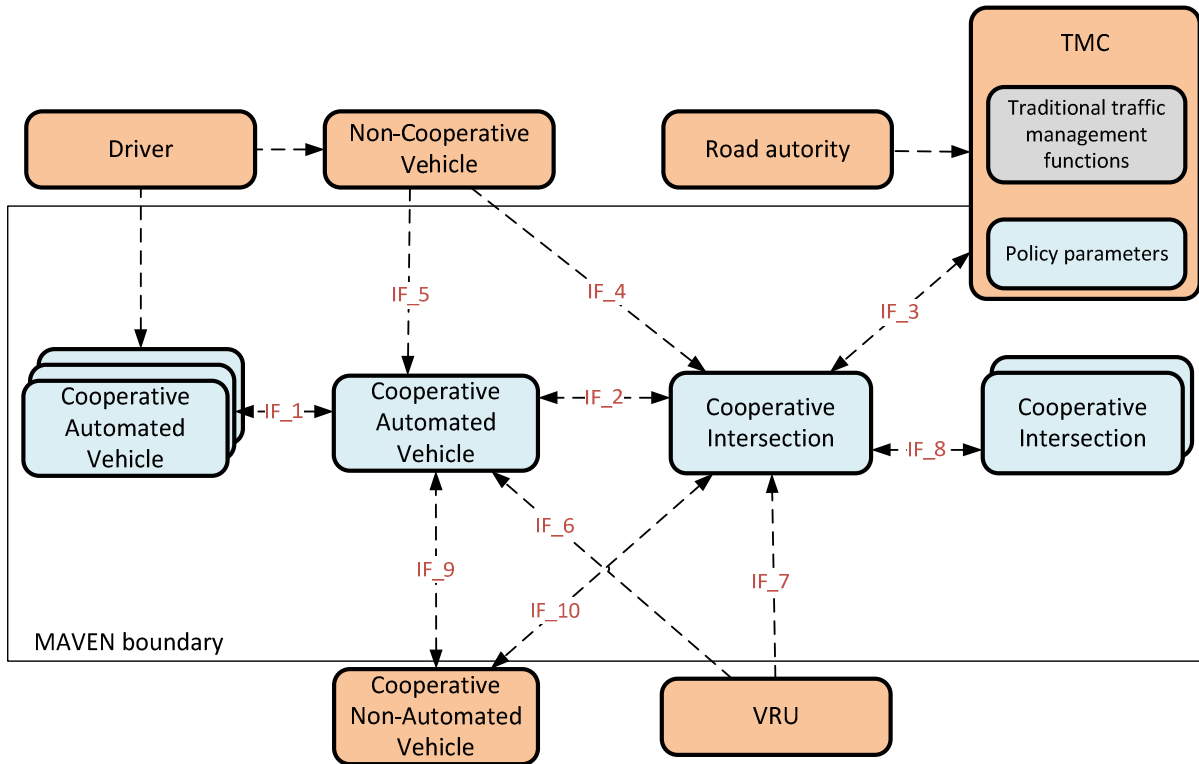 TMC
Traditional traffic
management
functions
Driver
Non-Cooperative
Vehicle
Road autority
Policy parameters
IF_5
IF_4
IF_3
Cooperative
Automated
Vehicle
IF_1
Cooperative
Automated
Vehicle
IF_2
Cooperative
Intersection
IF_8
Cooperative
Intersection
IF_6
IF_9
IF_7
IF_10
MAVEN boundary
Cooperative
Non-Automated
Vehicle
VRU